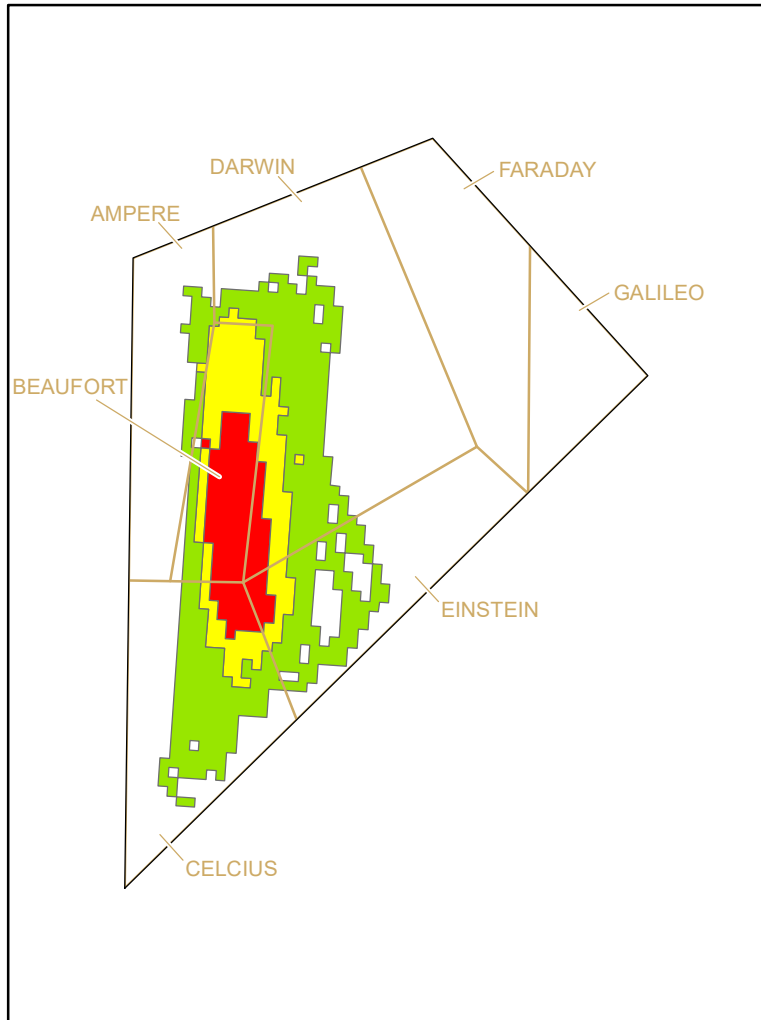 DARWIN
FARADAY
AMPERE
GALILEO
BEAUFORT
EINSTEIN
CELCIUS